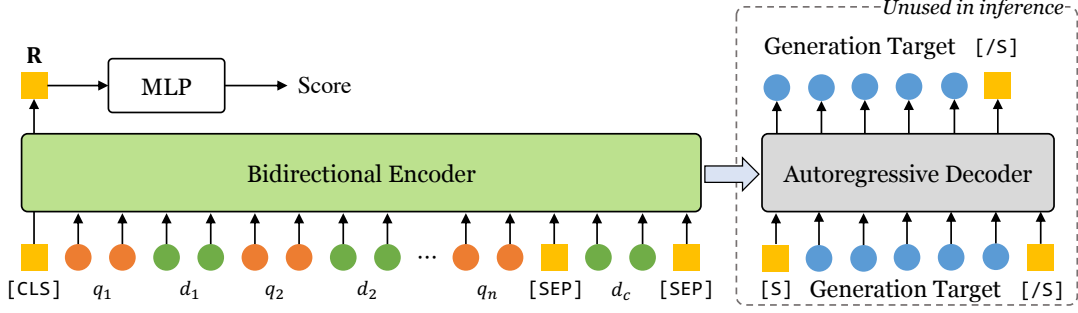 Unused in inference
R
MLP
Score
Generation Target [/S]
Bidirectional Encoder
Autoregressive Decoder
[CLS] q1 d1 q2 d2 ... qn [SEP] dc [SEP]
[S] Generation Target [/S]